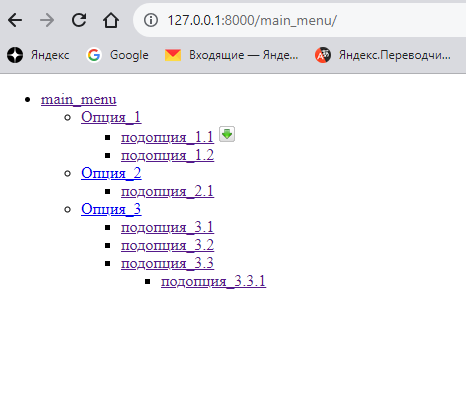 127.0.0.1:8000/main_menu/
Яндекс Google Входящие — Янде... Яндекс.Переводчи...
main_menu
Опция_1
подопция_1.1
подопция_1.2
Опция_2
подопция_2.1
Опция_3
подопция_3.1
подопция_3.2
подопция_3.3
подопция_3.3.1